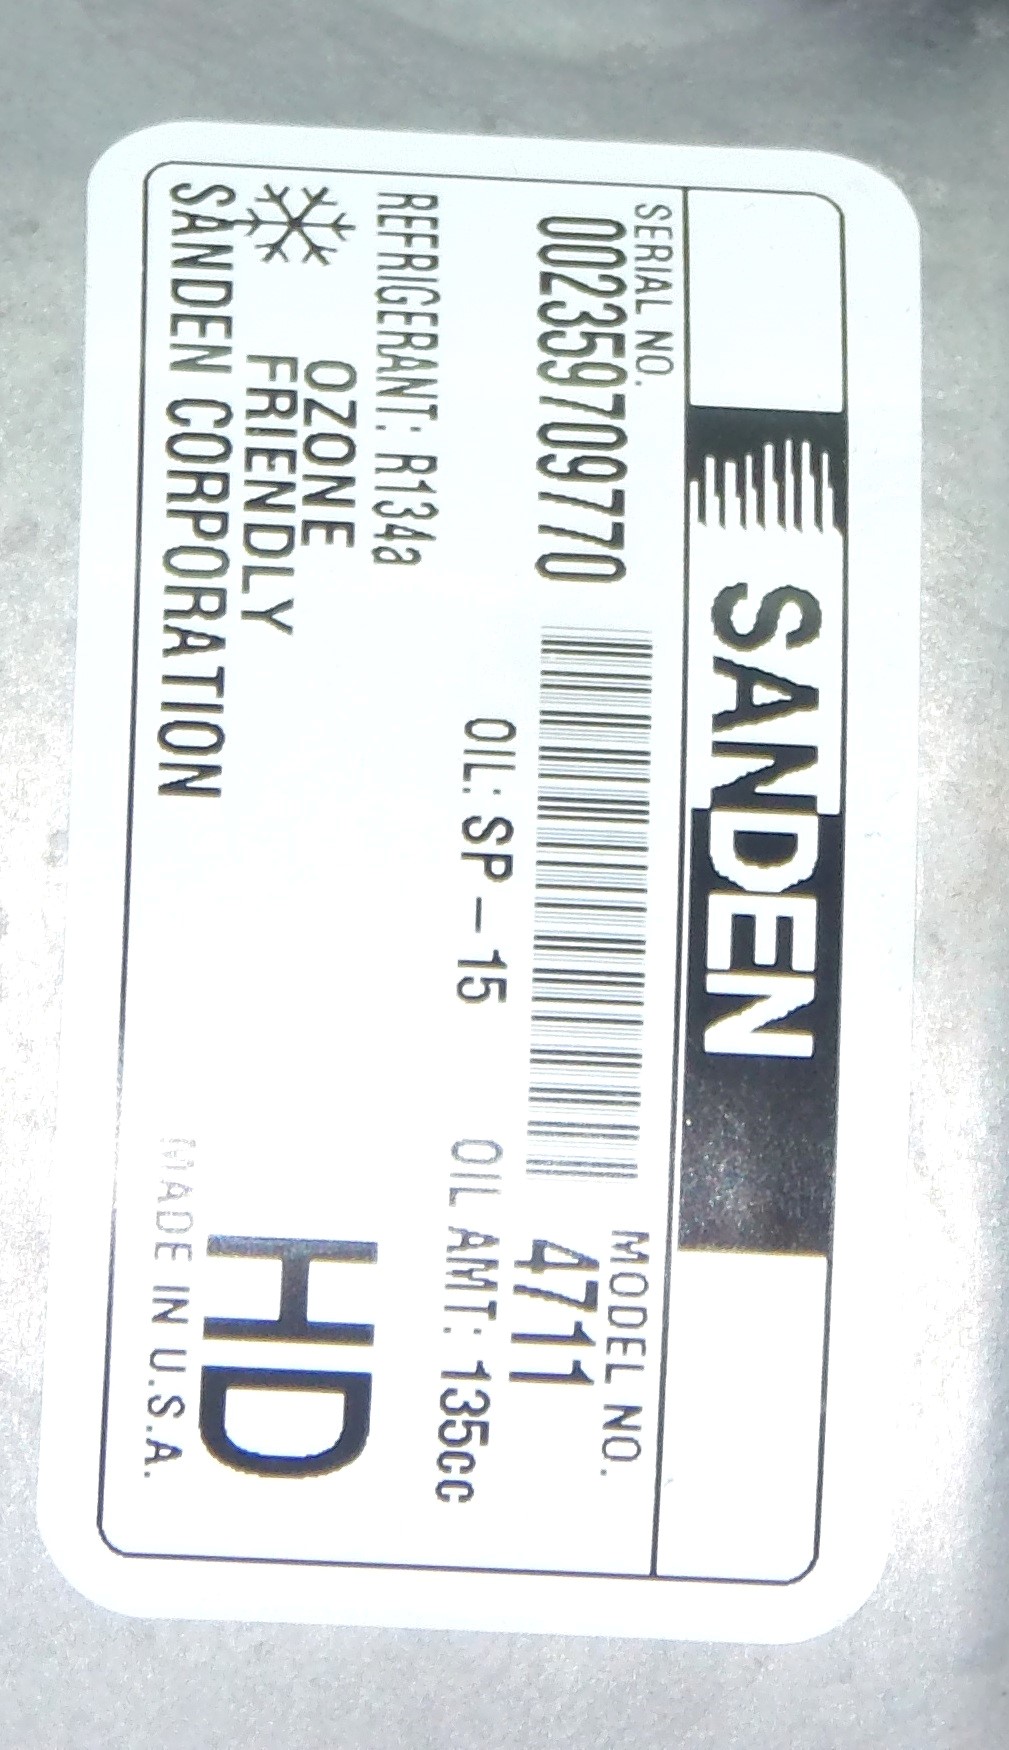 SANDEN
SERIAL NO.
MODEL NO.
002359709770
4711
OIL: SP-15
OIL AMT: 135cc
REFRIGERANT: R134a
OZONE
FRIENDLY
HD
SANDEN CORPORATION
MADE IN U.S.A.